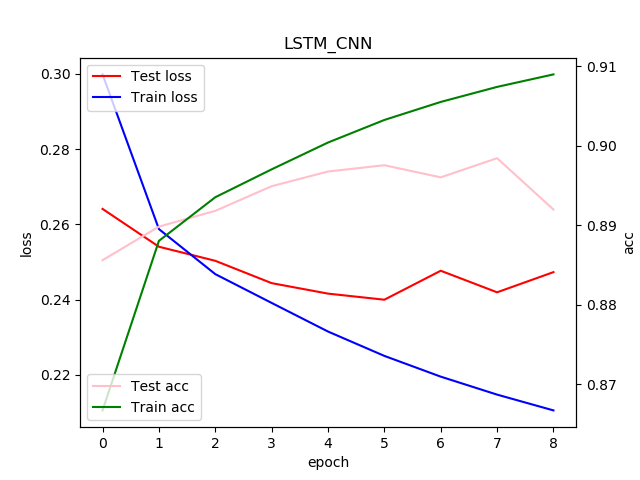 LSTM_CNN
Test loss
Train loss
Test acc
Train acc
0.30
0.28
0.26
0.24
0.22
loss
0.91
0.90
0.89
0.88
0.87
acc
0 1 2 3 4 5 6 7 8
epoch